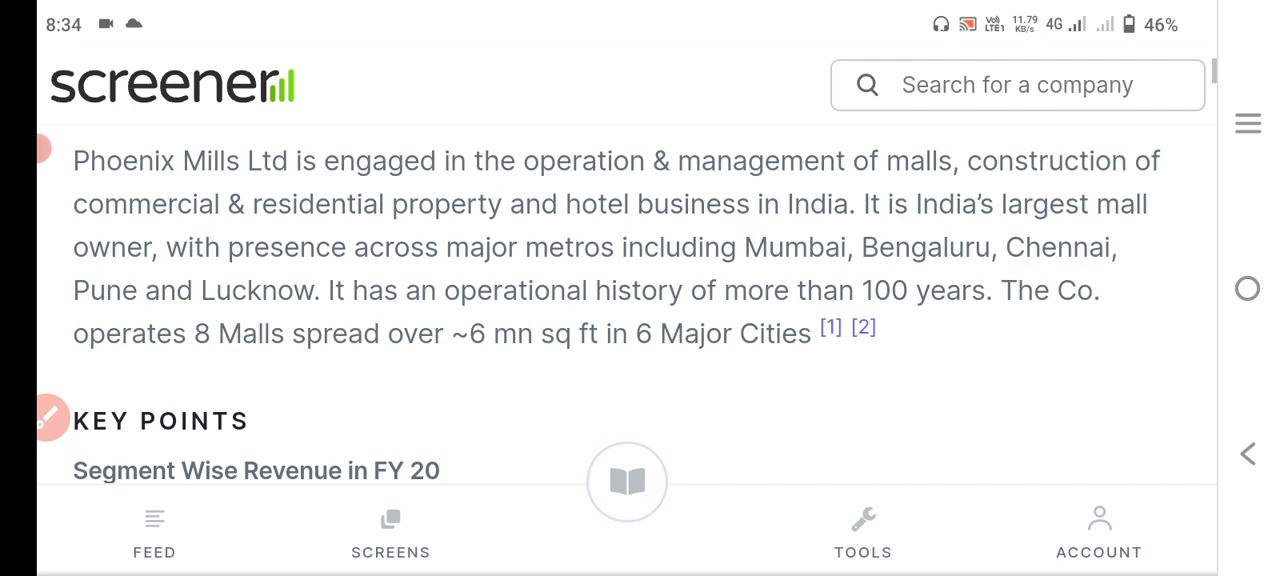 8:34 Voll LTE1 11.79 KB/s 4G 46%
screener
Search for a company
Phoenix Mills Ltd is engaged in the operation & management of malls, construction of
commercial & residential property and hotel business in India. It is India’s largest mall
owner, with presence across major metros including Mumbai, Bengaluru, Chennai,
Pune and Lucknow. It has an operational history of more than 100 years. The Co.
operates 8 Malls spread over ~6 mn sq ft in 6 Major Cities [1] [2]
KEY POINTS
Segment Wise Revenue in FY 20
FEED SCREENS TOOLS ACCOUNT